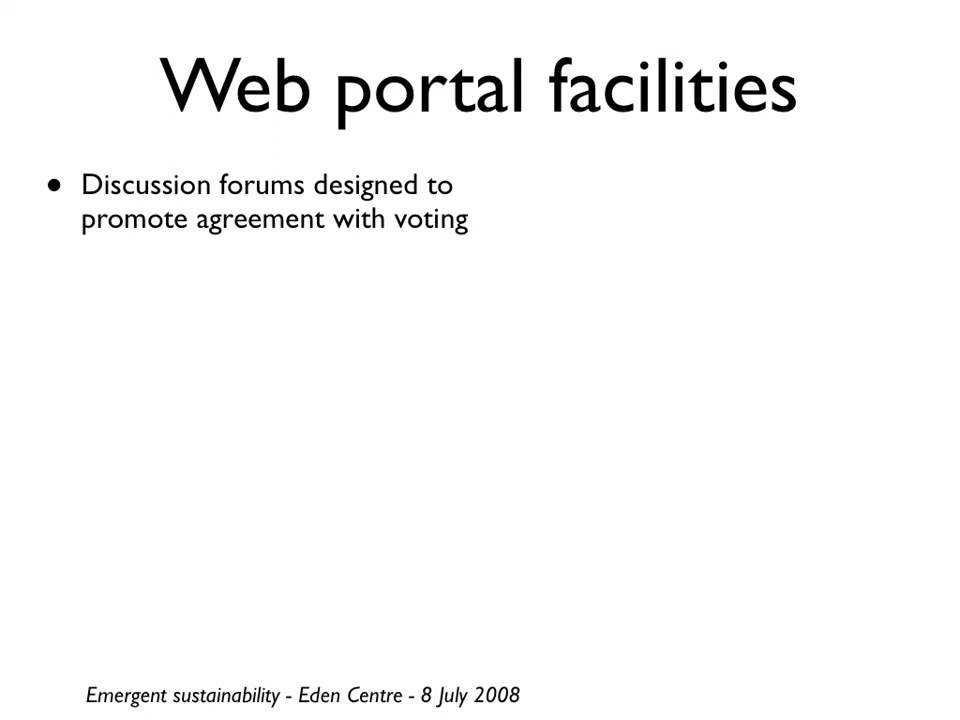 Web portal facilities
• Discussion forums designed to
promote agreement with voting
Emergent sustainability - Eden Centre - 8 July 2008